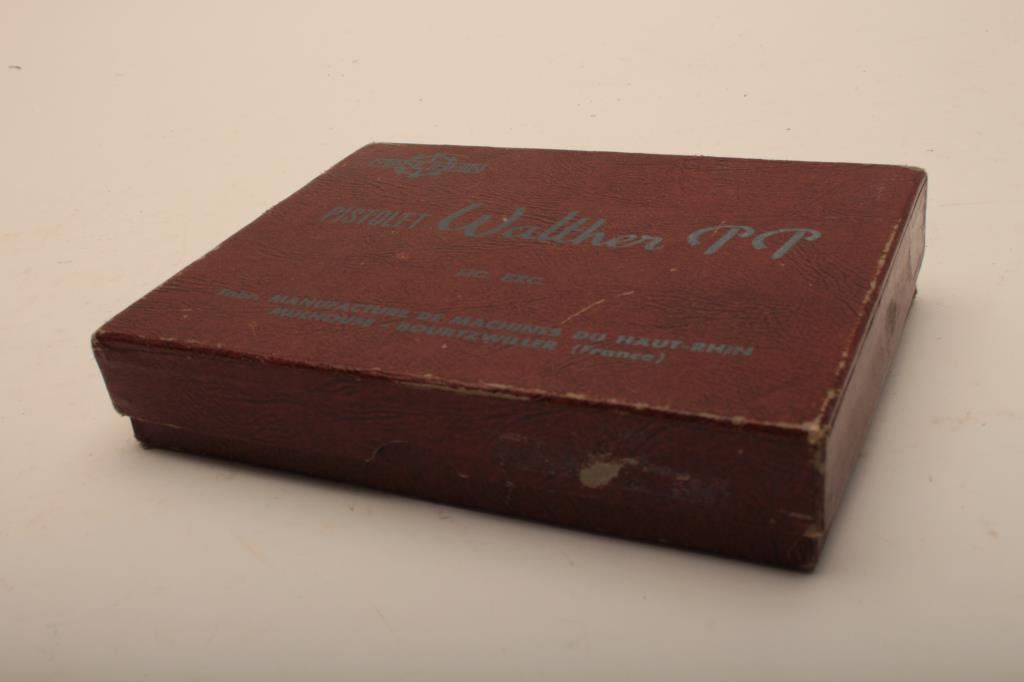 PISTOLET Walther PP
LIC. EXC.
Fabr. MANUFACTURE DE MACHINES DU HAUT-RHIN
MULHOUSE - BOURTZWILLER (France)